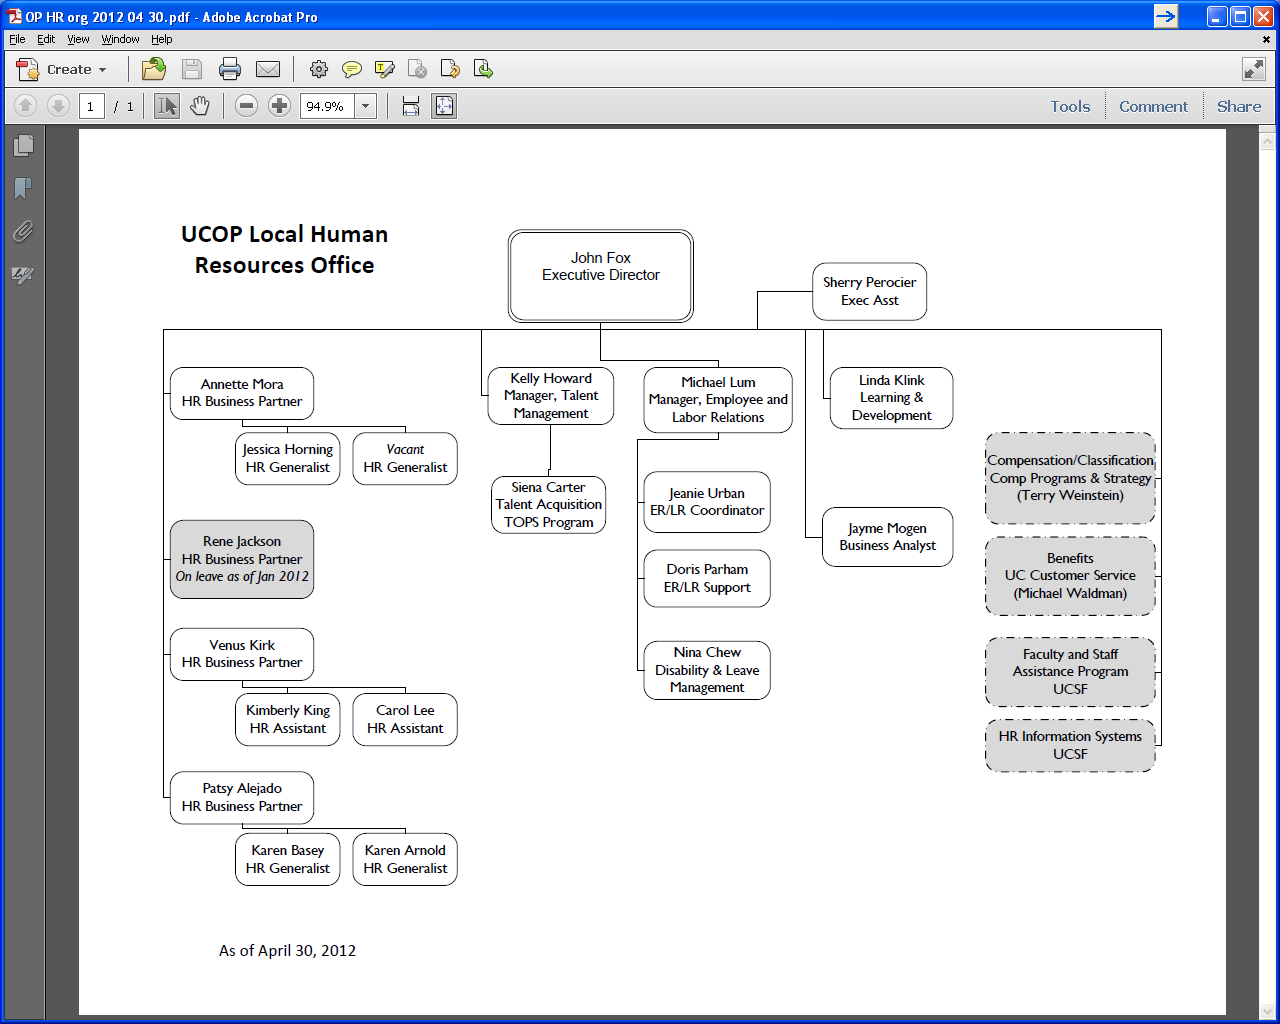 OP HR org 2012 04 30.pdf - Adobe Acrobat Pro
File Edit View Window Help
Create
1 / 1
94.9%
Tools Comment Share
UCOP Local Human
Resources Office
John Fox
Executive Director
Sherry Perocier
Exec Asst
Annette Mora
HR Business Partner
Jessica Horning
HR Generalist
Vacant
HR Generalist
Rene Jackson
HR Business Partner
On leave as of Jan 2012
Venus Kirk
HR Business Partner
Kimberly King
HR Assistant
Carol Lee
HR Assistant
Patsy Alejado
HR Business Partner
Karen Basey
HR Generalist
Karen Arnold
HR Generalist
Kelly Howard
Manager, Talent
Management
Siena Carter
Talent Acquisition
TOPS Program
Michael Lum
Manager, Employee and
Labor Relations
Jeanie Urban
ER/LR Coordinator
Doris Parham
ER/LR Support
Nina Chew
Disability & Leave
Management
Linda Klink
Learning &
Development
Jayme Mogen
Business Analyst
Compensation/Classification
Comp Programs & Strategy
(Terry Weinstein)
Benefits
UC Customer Service
(Michael Waldman)
Faculty and Staff
Assistance Program
UCSF
HR Information Systems
UCSF
As of April 30, 2012